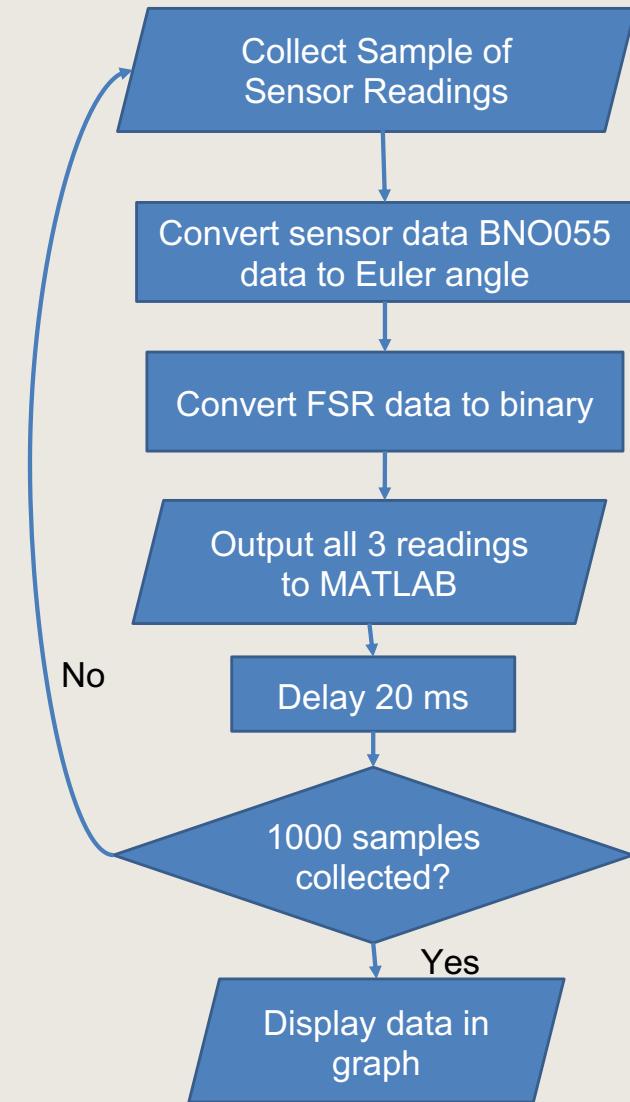 Collect Sample of
Sensor Readings
Convert sensor data BNO055
data to Euler angle
Convert FSR data to binary
Output all 3 readings
to MATLAB
No
Delay 20 ms
1000 samples
collected?
Yes
Display data in
graph